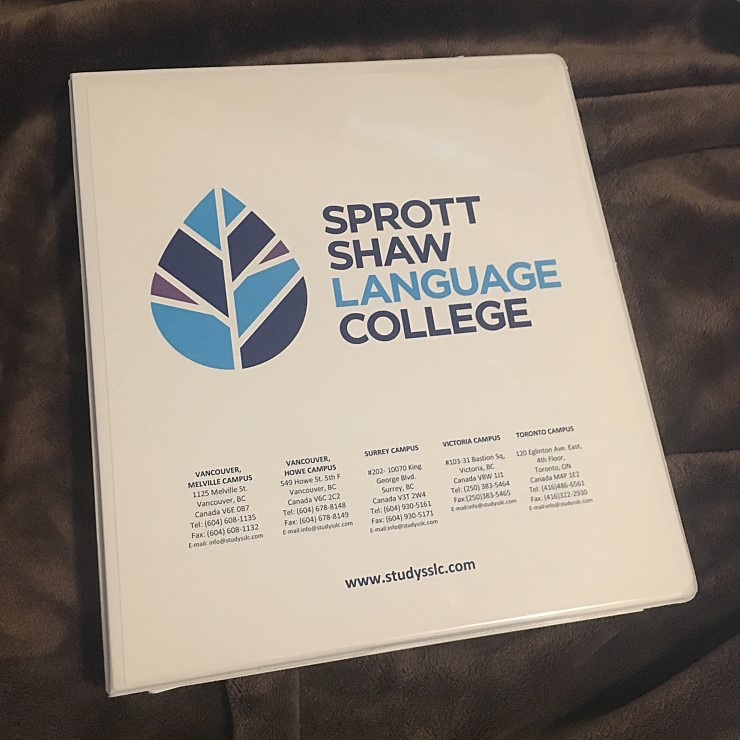 SPROTT
SHAW
LANGUAGE
COLLEGE
VANCOUVER,
MELVILLE CAMPUS
1125 Melville St.
Vancouver, BC
Canada V6E 0B7
Tel: (604) 608-1135
Fax: (604) 608-1132
E-mail: info@studysslc.com
VANCOUVER,
HOWE CAMPUS
549 Howe St. 5th F
Vancouver, BC
Canada V6C 2C2
Tel: (604) 678-8148
Fax: (604) 678-8149
E-mail:info@studysslc.com
SURREY CAMPUS
#202- 10070 King
George Blvd.
Surrey, BC
Canada V3T 2W4
Tel: (604) 930-5161
Fax: (604) 930-5171
E-mail:info@studysslc.com
VICTORIA CAMPUS
#103-31 Bastion Sq,
Victoria, BC
Canada V8W 1J1
Tel: (250) 383-5464
Fax:(250)383-5465
E-mail:info@studysslc.com
TORONTO CAMPUS
120 Eglinton Ave. East,
4th Floor,
Toronto, ON
Canada M4P 1E2
Tel: (416)486-6561
Fax: (416)322-2930
E-mail:info@studysslc.com
www.studysslc.com